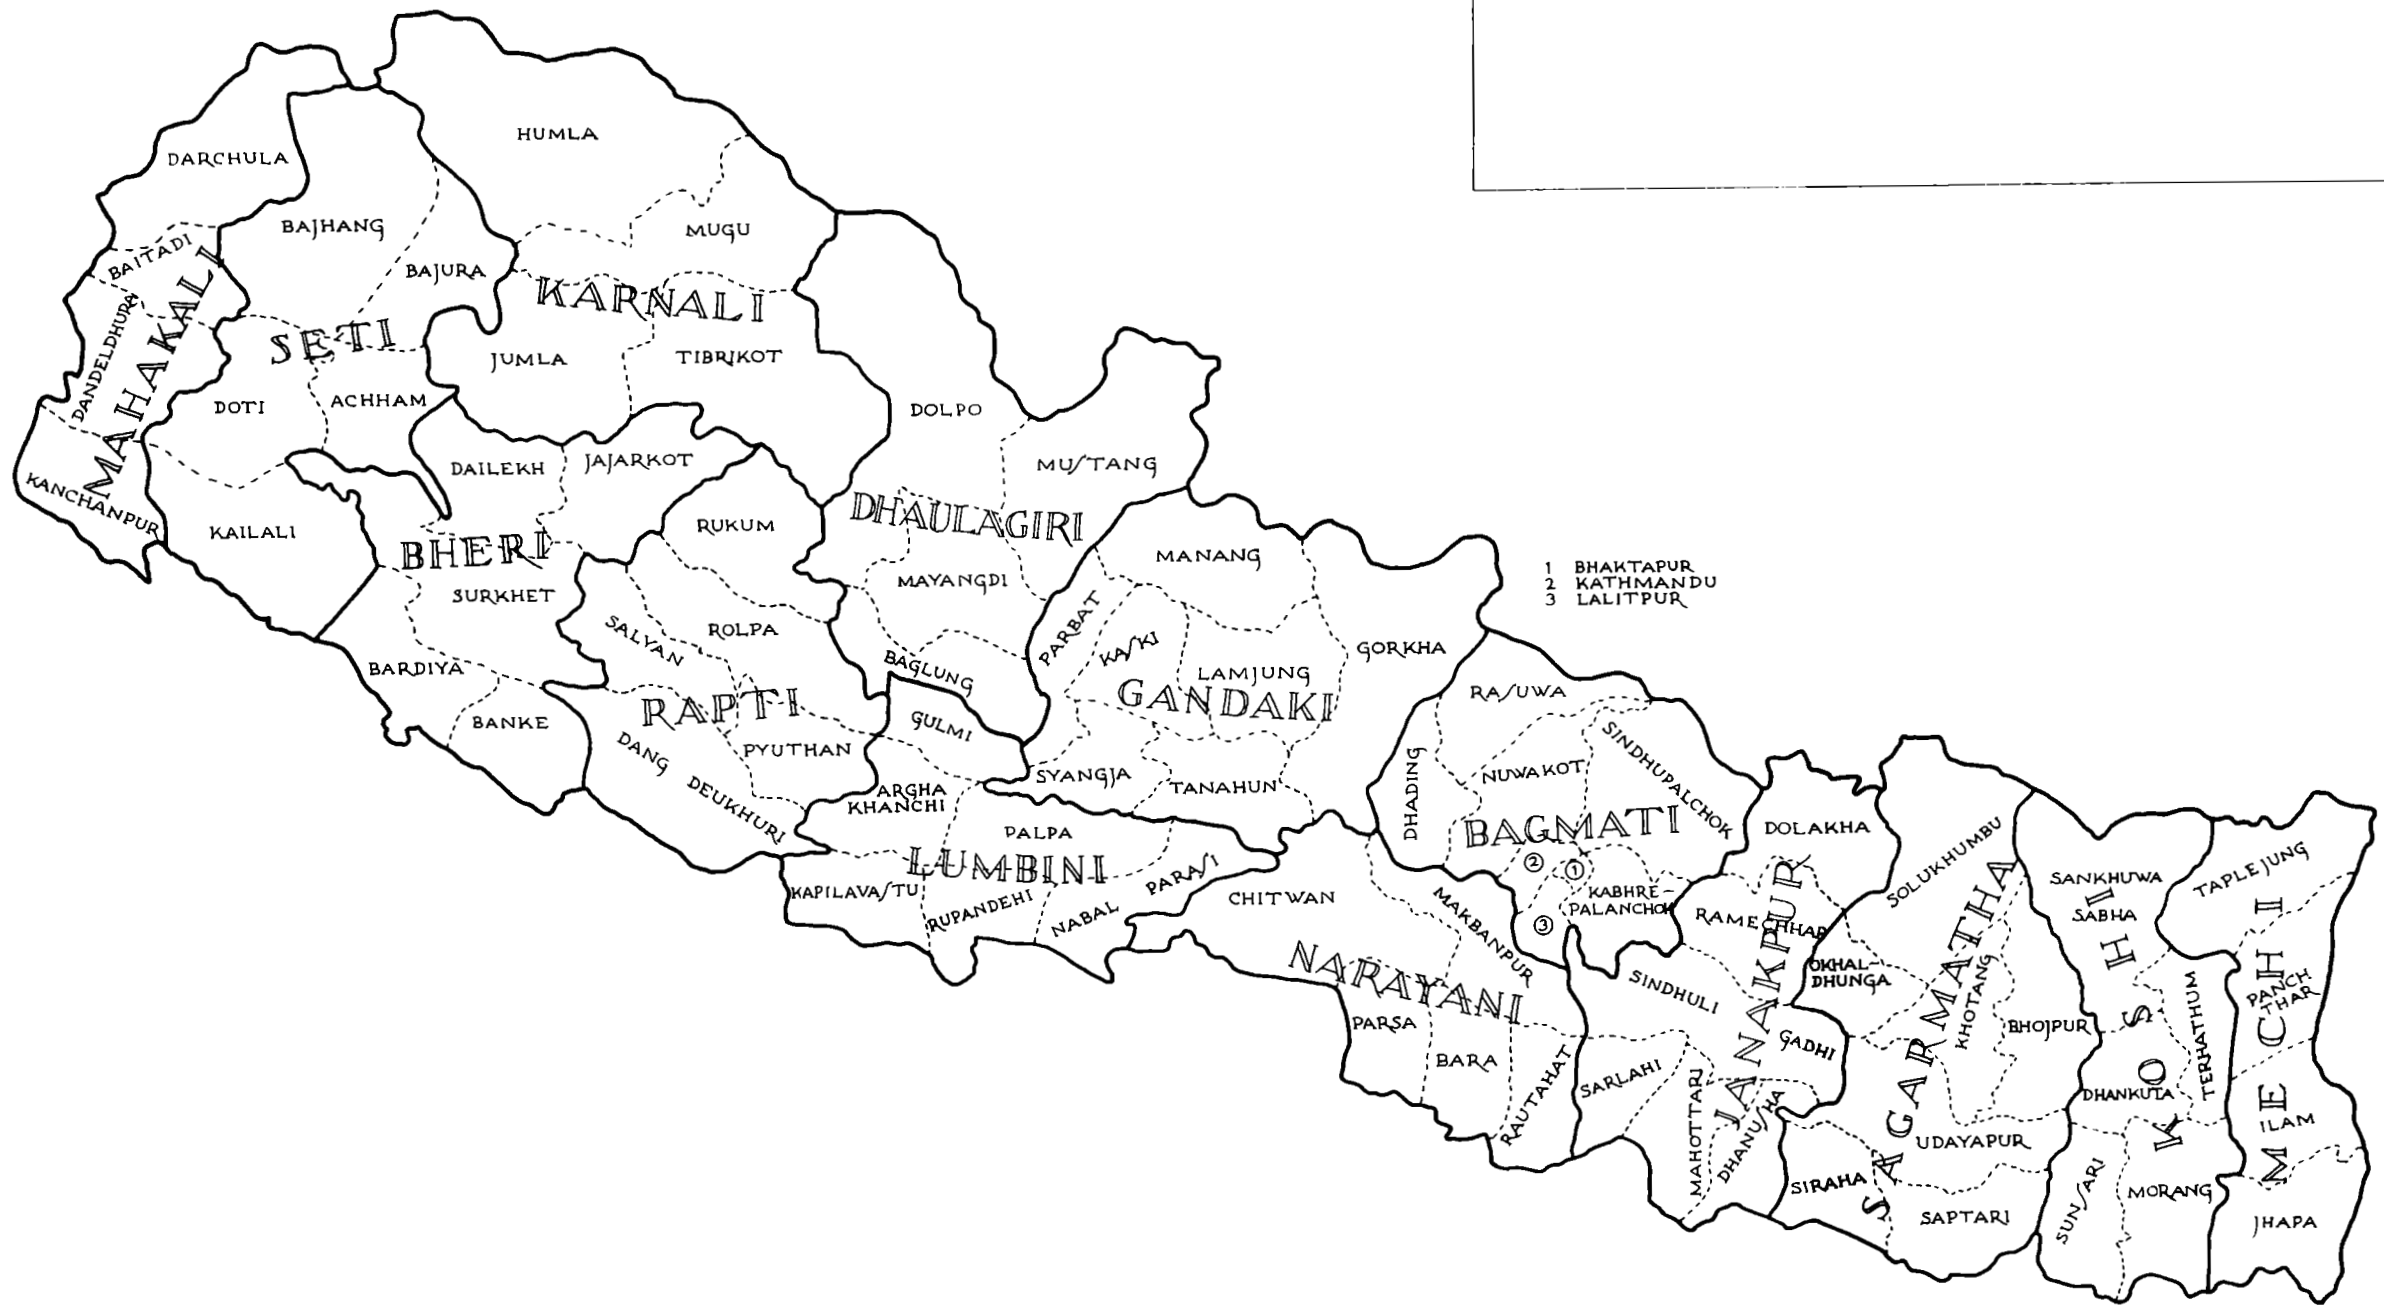 HUMLA
DARCHULA
BAJHANG
MUGU
BAITADI
BAJURA
KARNALI
MAHAKALI
DANDELDHURA
SETI
JUMLA
TIBRIKOT
DOTI
ACHHAM
DOLPO
DAILEKH
JAJARKOT
MUSTANG
KANCHANPUR
KAILALI
RUKUM
DHAULAGIRI
BHERI
SURKHET
MAYANGDI
MANANG
1 BHAKTAPUR
2 KATHMANDU
3 LALITPUR
SALYAN
ROLPA
PARBAT
KASKI
GORKHA
BARDIYA
BAGLUNG
LAMJUNG
GANDAKI
RASUWA
BANKE
RAPTI
GULMI
DANG
DEUKHURI
PYUTHAN
SYANGJA
TANAHUN
DHADING
NUWAKOT
SINDHUPALCHOK
ARGHA
KHANCHI
PALPA
LUMBINI
BAGMATI
DOLAKHA
SOLUKHUMBU
TAPLEJUNG
KAPILAVASTU
RUPANDEHI
NABAL
PARASI
CHITWAN
MAKBANPUR
2
1
3
KABHRE-
PALANCHOK
RAMECHHAP
SANKHUWA
SABHA
NARAYANI
SINDHULI
GADHI
JANAKPUR
OKHAL-
DHUNGA
SAGARMATHA
KHOTANG
BHOJPUR
KOSHI
TERHATHUM
MECHI
PANCH
THAR
PARSA
BARA
RAUTAHAT
SARLAHI
MAHOTTARI
DHANUSHA
DHANKUTA
ILAM
UDAYAPUR
SIRAHA
SAPTARI
SUNSARI
MORANG
JHAPA